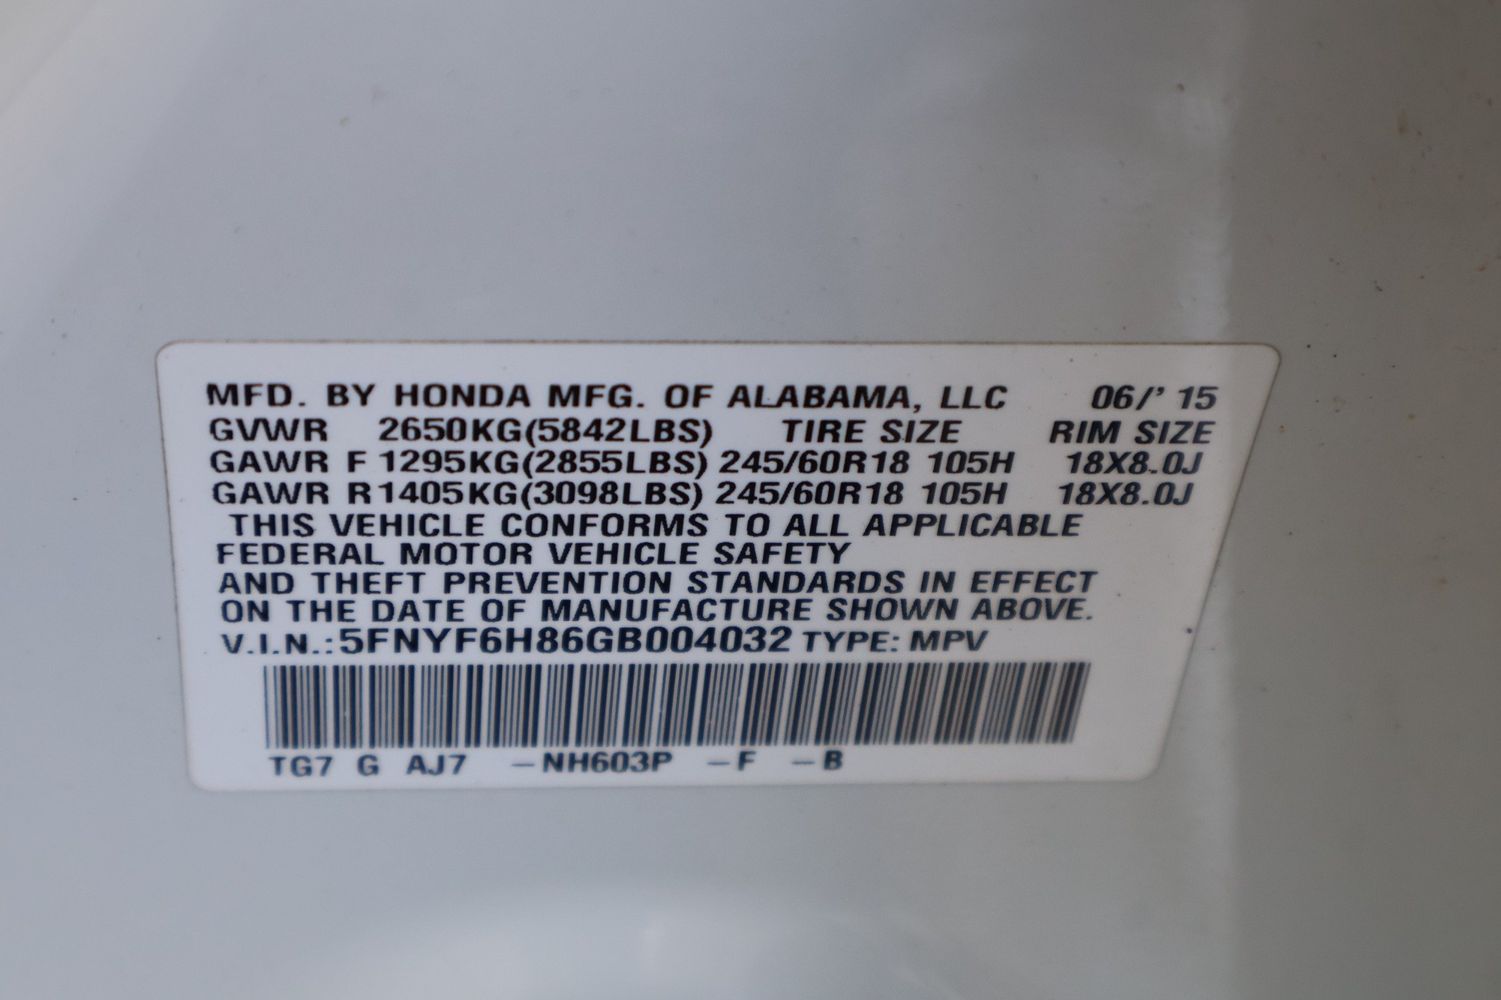 MFD. BY HONDA MFG. OF ALABAMA, LLC 06/' 15
GVWR 2650KG(5842LBS) TIRE SIZE RIM SIZE
GAWR F 1295KG(2855LBS) 245/60R18 105H 18X8.0J
GAWR R 1405KG(3098LBS) 245/60R18 105H 18X8.0J
THIS VEHICLE CONFORMS TO ALL APPLICABLE
FEDERAL MOTOR VEHICLE SAFETY
AND THEFT PREVENTION STANDARDS IN EFFECT
ON THE DATE OF MANUFACTURE SHOWN ABOVE.
V.I.N.:5FNYF6H86GB004032 TYPE: MPV
TG7 G AJ7 -NH603P -F -B